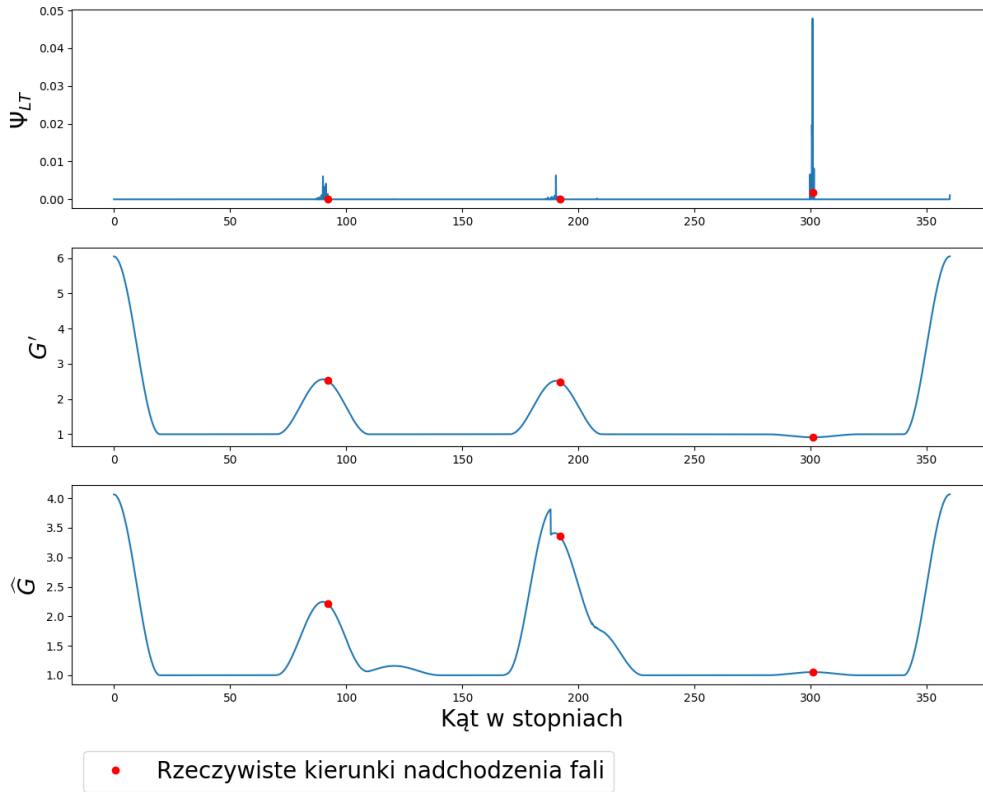 0.05
0.04
0.03
0.02
0.01
0.00
Ψ_LT
0 50 100 150 200 250 300 350
6
5
4
3
2
1
G'
0 50 100 150 200 250 300 350
4.0
3.5
3.0
2.5
2.0
1.5
1.0
Ĝ
0 50 100 150 200 250 300 350
Kąt w stopniach
Rzeczywiste kierunki nadchodzenia fali